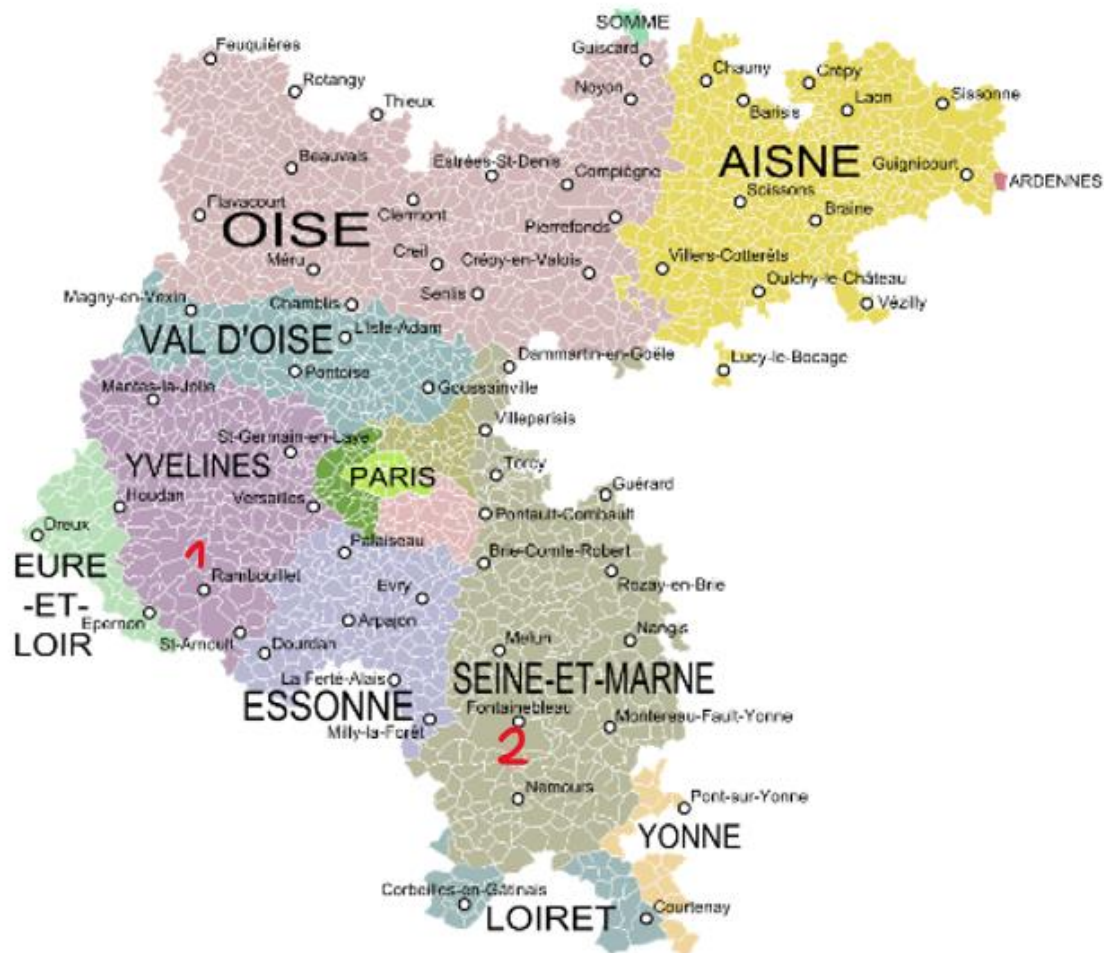 SOMME
Feuquières
Guiscard
Rotangy
Noyon
Thieux
Chauny
Crépy
Barisis
Laon
Sissonne
Beauvais
Estrées-St-Denis
Compiègne
AISNE
Guignicourt
ARDENNES
Flavacourt
OISE
Clermont
Pierrefonds
Soissons
Braine
Méru
Creil
Crépy-en-Valois
Villers-Cotterêts
Oulchy-le-Château
Magny-en-Vexin
Chamblis
Senlis
Vézilly
VAL D'OISE
L'Isle-Adam
Dammartin-en-Goële
Lucy-le-Bocage
Pontoise
Goussainville
Mantes-la-Jolie
Villeparisis
St-Germain-en-Laye
YVELINES
PARIS
Torcy
Houdan
Versailles
Guérard
Pontault-Combault
Dreux
Palaiseau
Brie-Comte-Robert
1
EURE
-ET-
LOIR
Rambouillet
Evry
Rozay-en-Brie
Epernon
Arpajon
St-Arnoult
Dourdan
Melun
Nangis
La Ferté-Alais
SEINE-ET-MARNE
ESSONNE
Fontainebleau
Montereau-Fault-Yonne
Milly-la-Forêt
2
Nemours
Pont-sur-Yonne
YONNE
Corbeilles-en-Gâtinais
LOIRET
Courtenay